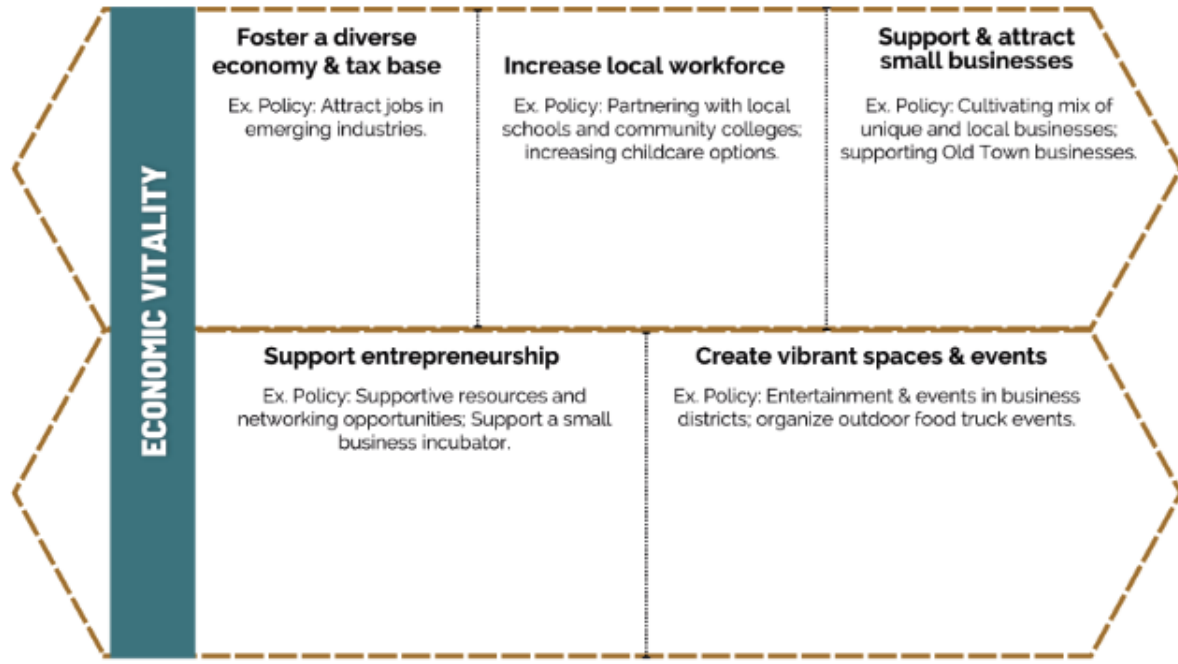 ECONOMIC VITALITY
Foster a diverse
economy & tax base
Ex. Policy: Attract jobs in
emerging industries.
Increase local workforce
Ex. Policy: Partnering with local
schools and community colleges;
increasing childcare options.
Support & attract
small businesses
Ex. Policy: Cultivating mix of
unique and local businesses;
supporting Old Town businesses.
Support entrepreneurship
Ex. Policy: Supportive resources and
networking opportunities; Support a small
business incubator.
Create vibrant spaces & events
Ex. Policy: Entertainment & events in business
districts; organize outdoor food truck events.